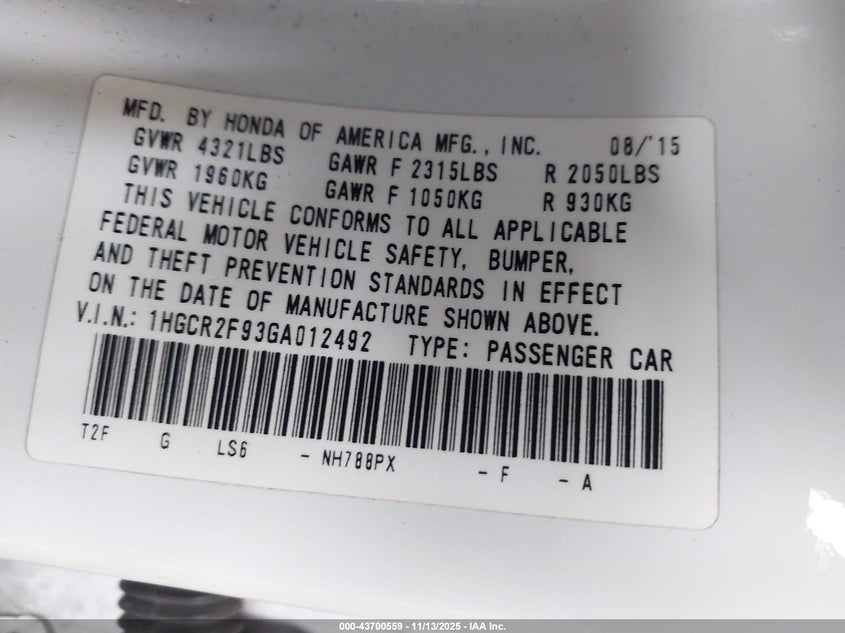 MFD. BY HONDA OF AMERICA MFG., INC. 08/'15
GVWR 4321LBS GAWR F 2315LBS R 2050LBS
GVWR 1960KG GAWR F 1050KG R 930KG
THIS VEHICLE CONFORMS TO ALL APPLICABLE
FEDERAL MOTOR VEHICLE SAFETY, BUMPER,
AND THEFT PREVENTION STANDARDS IN EFFECT
ON THE DATE OF MANUFACTURE SHOWN ABOVE.
V.I.N.: 1HGCR2F93GA012492 TYPE: PASSENGER CAR
T2F G LS6 - NH788PX - F - A
000-43700559 - 11/13/2025 - IAA Inc.